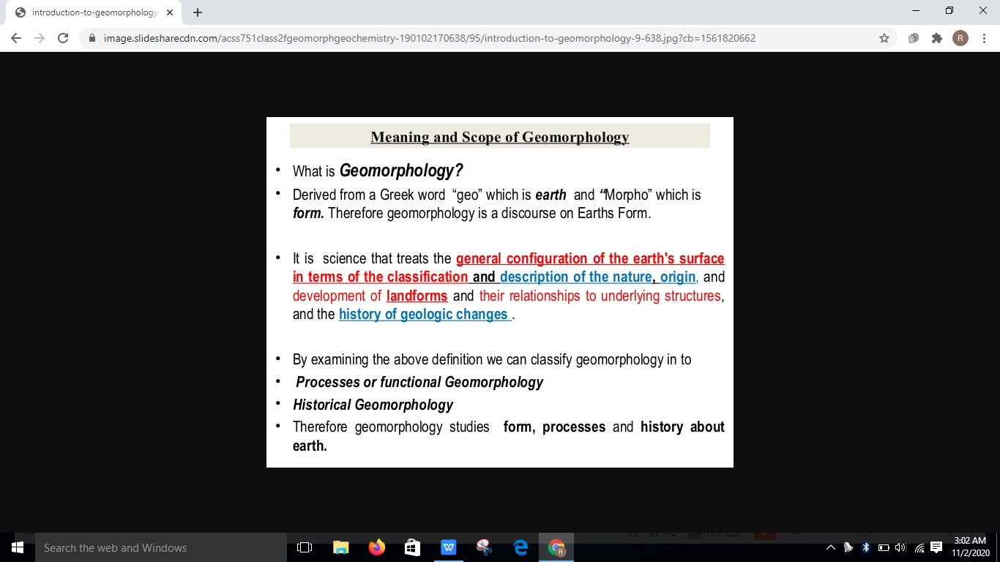 introduction-to-geomorphology-
image.slidesharecdn.com/acss751class2fgeomorphgeochemistry-190102170638/95/introduction-to-geomorphology-9-638.jpg?cb=1561820662
R
Meaning and Scope of Geomorphology
• What is Geomorphology?
• Derived from a Greek word “geo” which is earth and “Morpho” which is
form. Therefore geomorphology is a discourse on Earths Form.
• It is science that treats the general configuration of the earth's surface
in terms of the classification and description of the nature, origin, and
development of landforms and their relationships to underlying structures,
and the history of geologic changes .
• By examining the above definition we can classify geomorphology in to
• Processes or functional Geomorphology
• Historical Geomorphology
• Therefore geomorphology studies form, processes and history about
earth.
Search the web and Windows
3:02 AM
11/2/2020